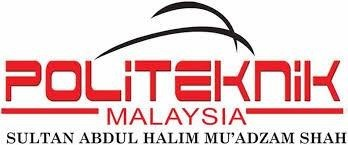 POLITEKNIK
MALAYSIA
SULTAN ABDUL HALIM MU'ADZAM SHAH